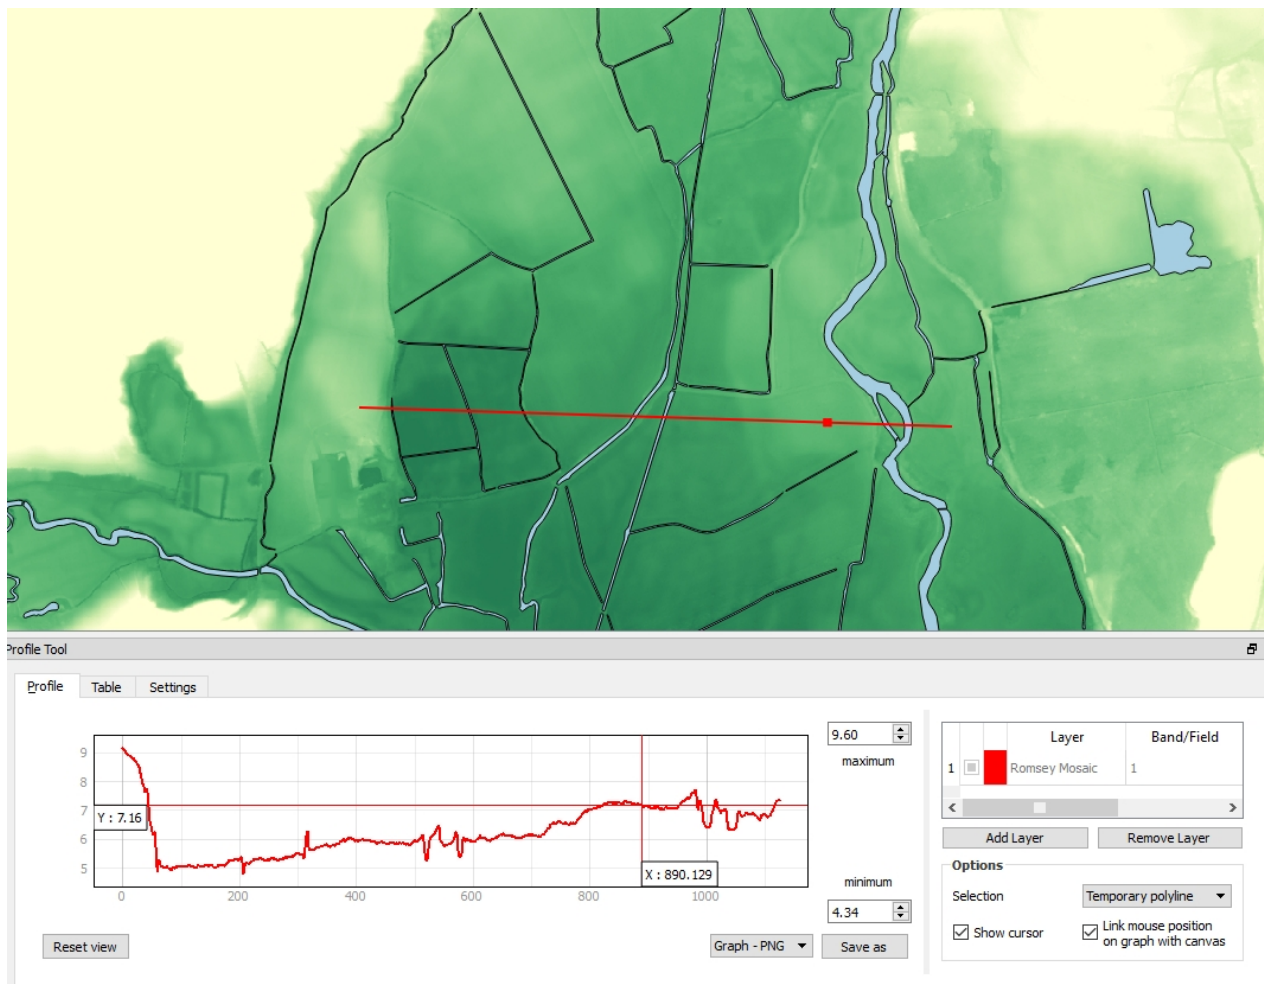 Profile Tool
Profile Table Settings
9
8
7
6
5
Y : 7.16
X : 890.129
0 200 400 600 800 1000
9.60
maximum
minimum
4.34
Reset view
Graph - PNG
Save as
Layer Band/Field
1 Romsey Mosaic 1
Add Layer Remove Layer
Options
Selection Temporary polyline
Show cursor
Link mouse position
on graph with canvas